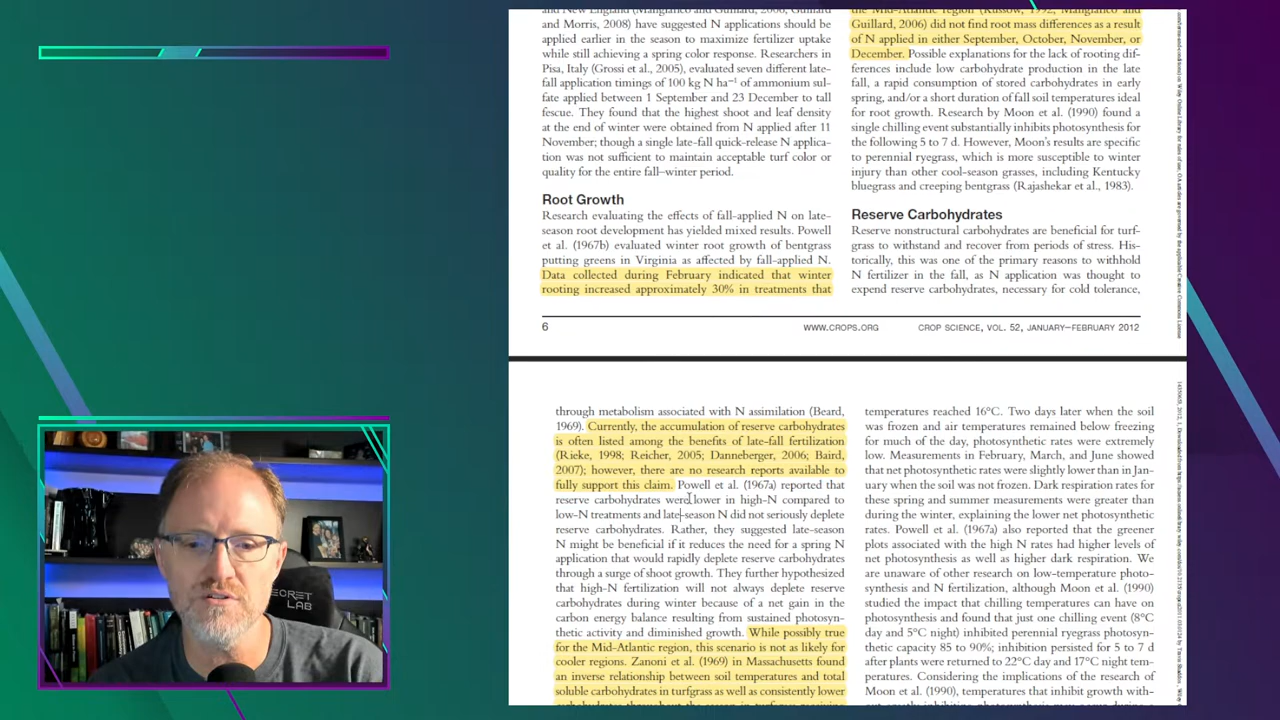 and New England (Mangiafico and Guillard, 2006; Guillard
and Morris, 2008) have suggested N applications should be
applied earlier in the season to maximize fertilizer uptake
while still achieving a spring color response. Researchers in
Pisa, Italy (Grossi et al., 2005), evaluated seven different late-
fall application timings of 100 kg N ha⁻¹ of ammonium sul-
fate applied between 1 September and 23 December to tall
fescue. They found that the highest shoot and leaf density
at the end of winter were obtained from N applied after 11
November; though a single late-fall quick-release N applica-
tion was not sufficient to maintain acceptable turf color or
quality for the entire fall–winter period.
Root Growth
Research evaluating the effects of fall-applied N on late-
season root development has yielded mixed results. Powell
et al. (1967b) evaluated winter root growth of bentgrass
putting greens in Virginia as affected by fall-applied N.
Data collected during February indicated that winter
rooting increased approximately 30% in treatments that
the Mid-Atlantic region (Kussow, 1992; Mangiafico and
Guillard, 2006) did not find root mass differences as a result
of N applied in either September, October, November, or
December. Possible explanations for the lack of rooting dif-
ferences include low carbohydrate production in the late
fall, a rapid consumption of stored carbohydrates in early
spring, and/or a short duration of fall soil temperatures ideal
for root growth. Research by Moon et al. (1990) found a
single chilling event substantially inhibits photosynthesis for
the following 5 to 7 d. However, Moon's results are specific
to perennial ryegrass, which is more susceptible to winter
injury than other cool-season grasses, including Kentucky
bluegrass and creeping bentgrass (Rajashekar et al., 1983).
Reserve Carbohydrates
Reserve nonstructural carbohydrates are beneficial for turf-
grass to withstand and recover from periods of stress. His-
torically, this was one of the primary reasons to withhold
N fertilizer in the fall, as N application was thought to
expend reserve carbohydrates, necessary for cold tolerance,
6
WWW.CROPS.ORG
CROP SCIENCE, VOL. 52, JANUARY–FEBRUARY 2012
through metabolism associated with N assimilation (Beard,
1969). Currently, the accumulation of reserve carbohydrates
is often listed among the benefits of late-fall fertilization
(Rieke, 1998; Reicher, 2005; Danneberger, 2006; Baird,
2007); however, there are no research reports available to
fully support this claim. Powell et al. (1967a) reported that
reserve carbohydrates were lower in high-N compared to
low-N treatments and late-season N did not seriously deplete
reserve carbohydrates. Rather, they suggested late-season
N might be beneficial if it reduces the need for a spring N
application that would rapidly deplete reserve carbohydrates
through a surge of shoot growth. They further hypothesized
that high-N fertilization will not always deplete reserve
carbohydrates during winter because of a net gain in the
carbon energy balance resulting from sustained photosyn-
thetic activity and diminished growth. While possibly true
for the Mid-Atlantic region, this scenario is not as likely for
cooler regions. Zanoni et al. (1969) in Massachusetts found
an inverse relationship between soil temperatures and total
soluble carbohydrates in turfgrass as well as consistently lower
temperatures reached 16°C. Two days later when the soil
was frozen and air temperatures remained below freezing
for much of the day, photosynthetic rates were extremely
low. Measurements in February, March, and June showed
that net photosynthetic rates were slightly lower than in Jan-
uary when the soil was not frozen. Dark respiration rates for
these spring and summer measurements were greater than
during the winter, explaining the lower net photosynthetic
rates. Powell et al. (1967a) also reported that the greener
plots associated with the high N rates had higher levels of
net photosynthesis as well as higher dark respiration. We
are unaware of other research on low-temperature photo-
synthesis and N fertilization, although Moon et al. (1990)
studied the impact that chilling temperatures can have on
photosynthesis and found that just one chilling event (8°C
day and 5°C night) inhibited perennial ryegrass photosyn-
thetic capacity 85 to 90%; inhibition persisted for 5 to 7 d
after plants were returned to 22°C day and 17°C night tem-
peratures. Considering the implications of the research of
Moon et al. (1990), temperatures that inhibit growth with-
SECRET
LAB